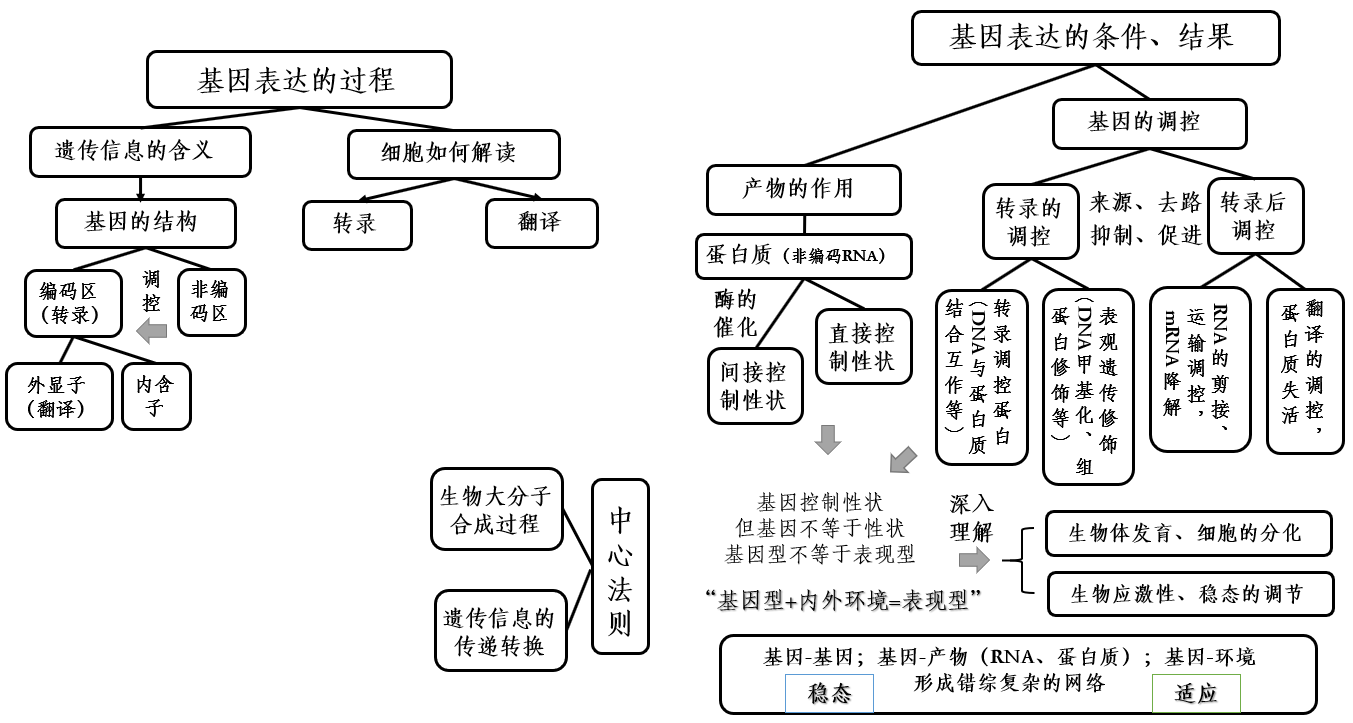 基因表达的过程
遗传信息的含义
细胞如何解读
基因的结构
转录
翻译
编码区
（转录）
调
控
非编
码区
外显子
（翻译）
内含
子
生物大分子
合成过程
遗传信息的
传递转换
中
心
法
则
基因表达的条件、结果
基因的调控
产物的作用
转录的
调控
来源、去路
抑制、促进
转录后
调控
蛋白质（非编码RNA）
酶的
催化
间接控
制性状
直接控
制性状
转录调控蛋白
（DNA与蛋白质
结合互作等）
表观遗传修饰
（DNA甲基化、组
蛋白修饰等）
RNA的剪接、
运输调控，
mRNA降解
翻译的调控，
蛋白质失活
基因控制性状
但基因不等于性状
基因型不等于表现型
深入
理解
生物体发育、细胞的分化
生物应激性、稳态的调节
“基因型+内外环境=表现型”
基因-基因；基因-产物（RNA、蛋白质）；基因-环境
形成错综复杂的网络
稳态
适应